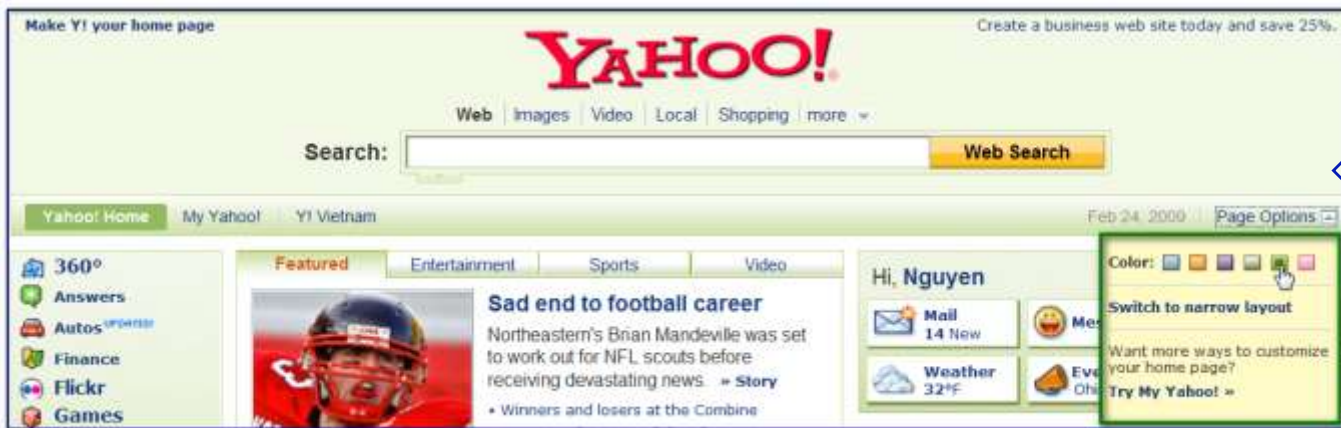 Make Y! your home page
Create a business web site today and save 25%.
YAHOO!
Web Images Video Local Shopping more
Search:
Web Search
Yahoo! Home My Yahoo! Y! Vietnam
Feb 24, 2009 Page Options
360°
Answers
Autos UPDATED!
Finance
Flickr
Games
Featured Entertainment Sports Video
Sad end to football career
Northeastern's Brian Mandeville was set
to work out for NFL scouts before
receiving devastating news. » Story
• Winners and losers at the Combine
Hi, Nguyen
Mail
14 New
Weather
32°F
Color:
Switch to narrow layout
Want more ways to customize
your home page?
Try My Yahoo! »